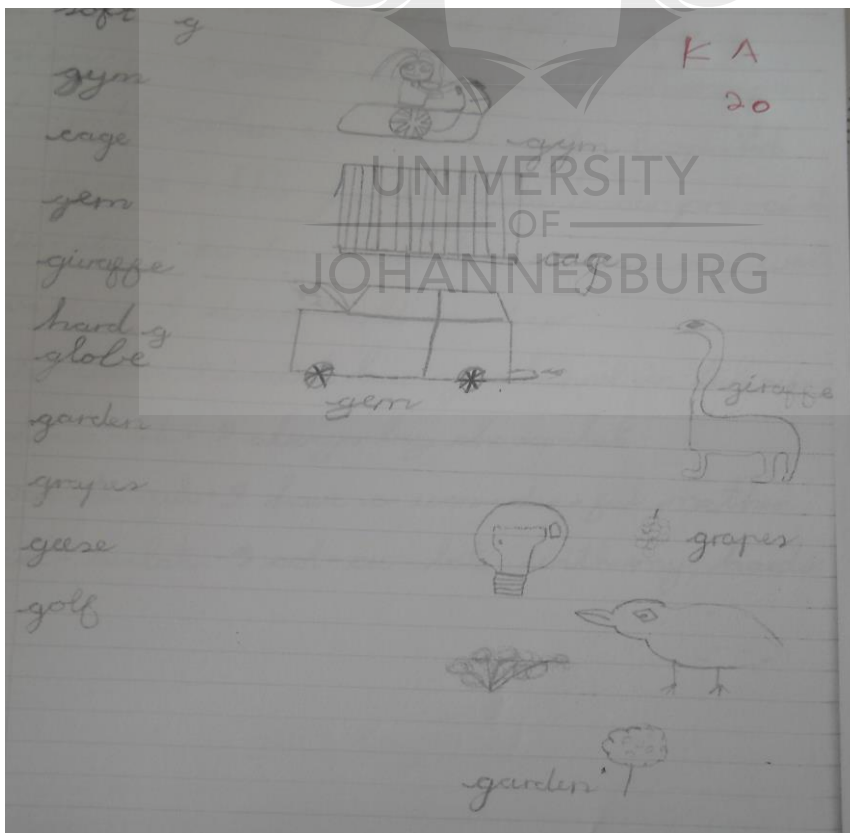 soft g
K A
20
gym
gym
cage
UNIVERSITY
OF
JOHANNESBURG
gem
cage
giraffe
hard g
globe
gem
giraffe
garden
grapes
grapes
geese
golf
garden